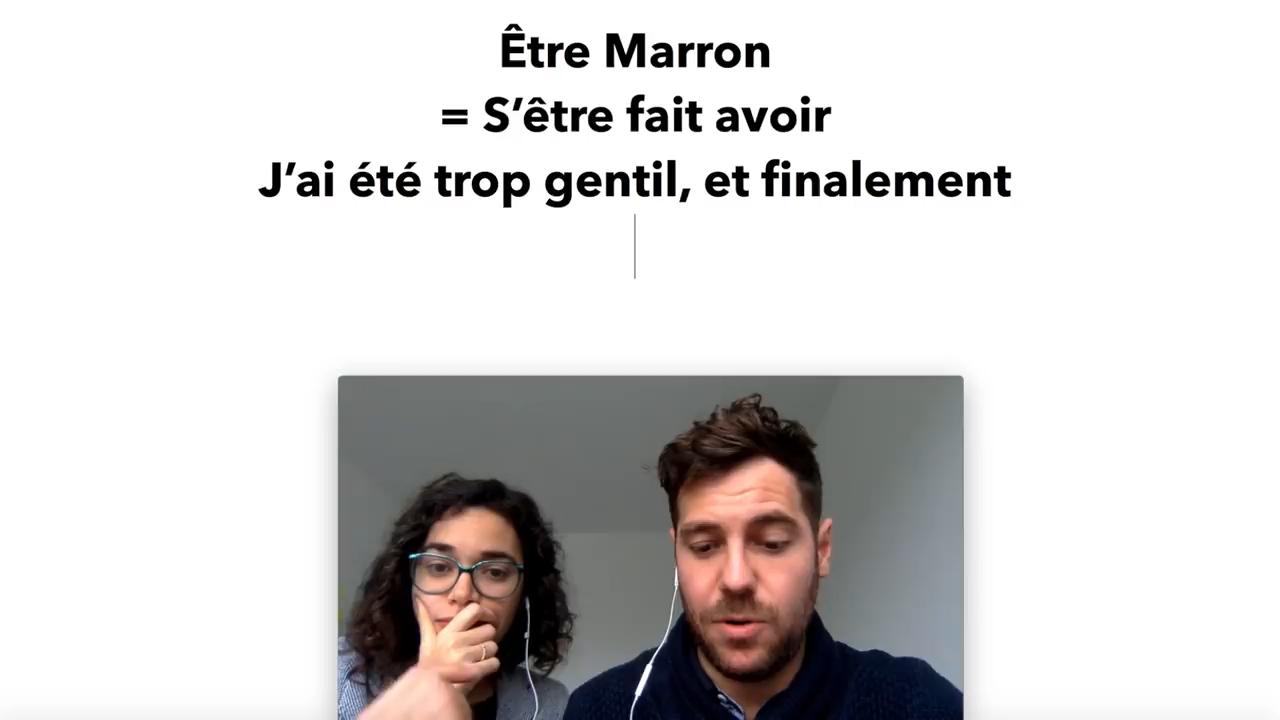 Être Marron
= S’être fait avoir
J’ai été trop gentil, et finalement